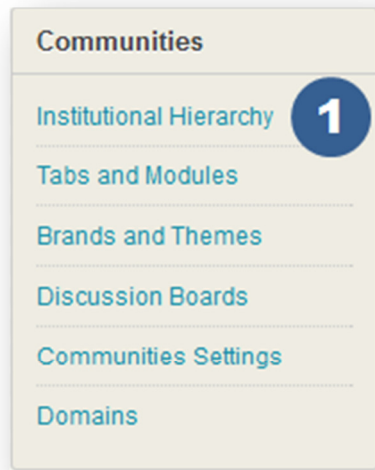 Communities
Institutional Hierarchy 1
Tabs and Modules
Brands and Themes
Discussion Boards
Communities Settings
Domains